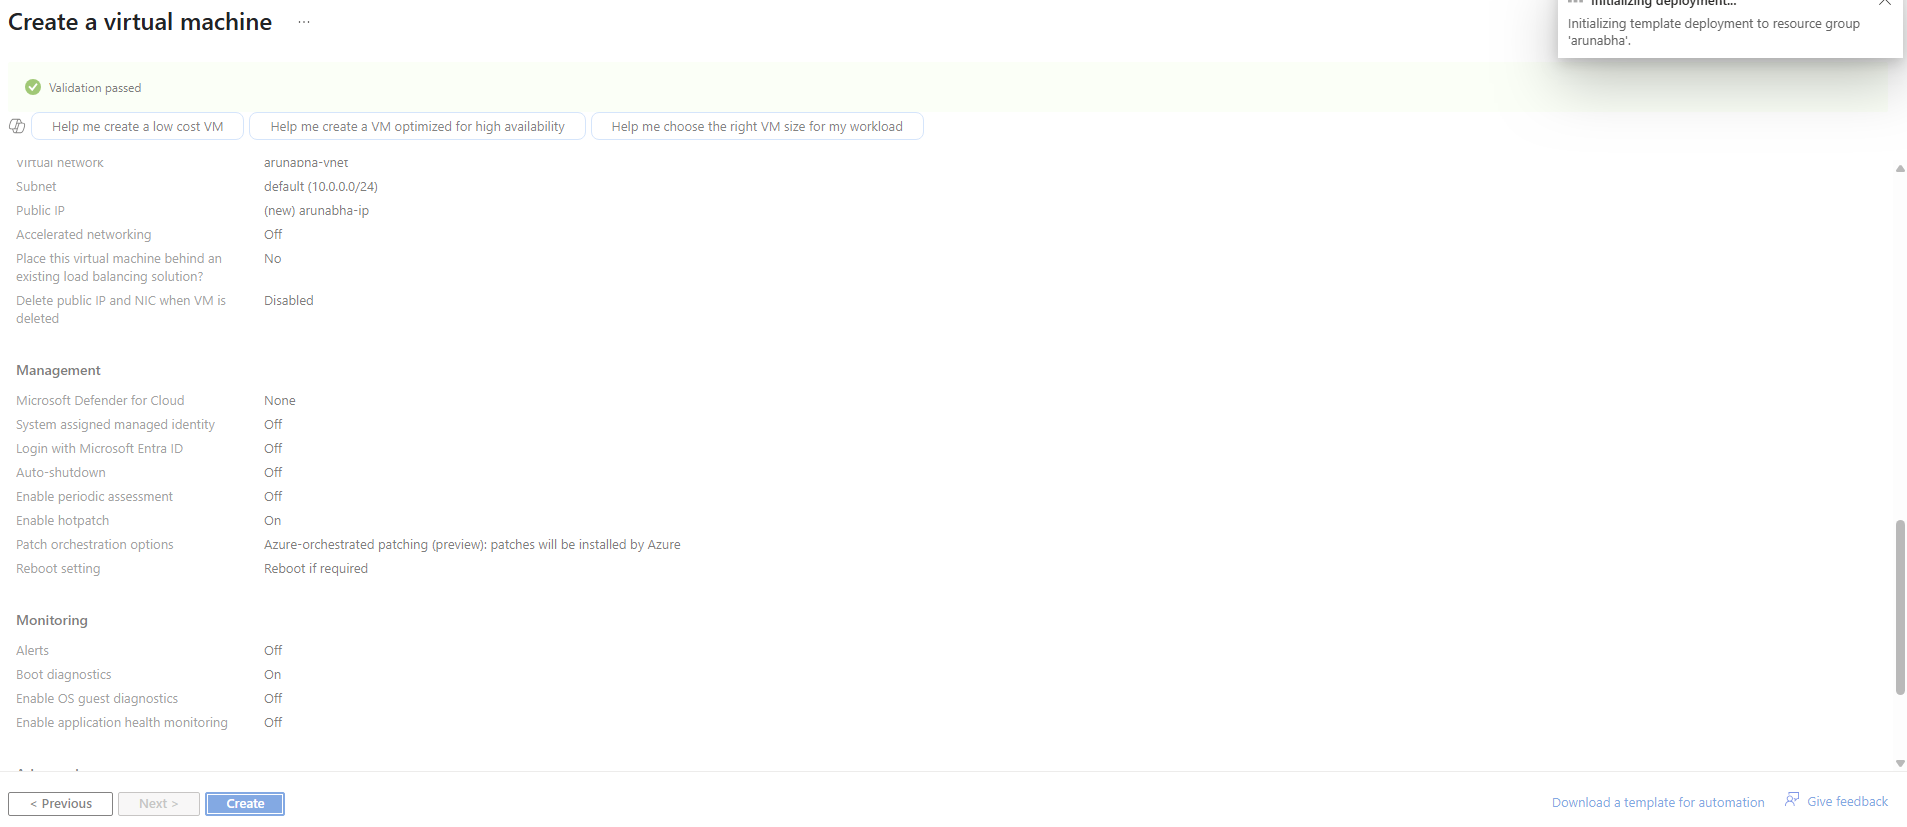 Create a virtual machine ...
Initializing deployment...
Initializing template deployment to resource group
'arunabha'.
Validation passed
Help me create a low cost VM
Help me create a VM optimized for high availability
Help me choose the right VM size for my workload
Virtual network arunabha-vnet
Subnet default (10.0.0.0/24)
Public IP (new) arunabha-ip
Accelerated networking Off
Place this virtual machine behind an No
existing load balancing solution?
Delete public IP and NIC when VM is Disabled
deleted
Management
Microsoft Defender for Cloud None
System assigned managed identity Off
Login with Microsoft Entra ID Off
Auto-shutdown Off
Enable periodic assessment Off
Enable hotpatch On
Patch orchestration options Azure-orchestrated patching (preview): patches will be installed by Azure
Reboot setting Reboot if required
Monitoring
Alerts Off
Boot diagnostics On
Enable OS guest diagnostics Off
Enable application health monitoring Off
< Previous
Next >
Create
Download a template for automation
Give feedback